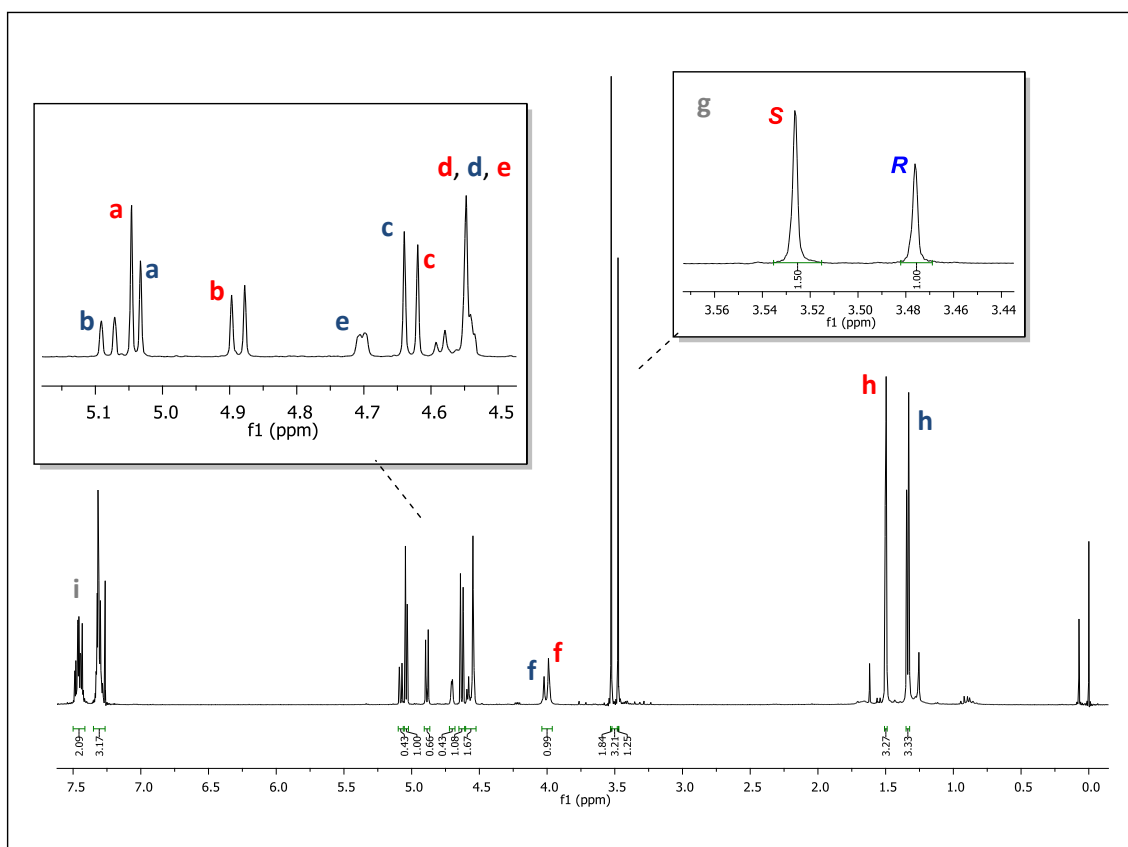 g
S
R
1.50
1.00
3.56 3.54 3.52 3.50 3.48 3.46 3.44
f1 (ppm)
d, d, e
a
a
b
b
c
c
e
5.1 5.0 4.9 4.8 4.7 4.6 4.5
f1 (ppm)
h
h
i
f
f
2.09
3.17
0.43
1.00
0.66
0.43
1.08
1.67
0.99
1.84
3.21
1.25
3.27
3.33
7.5 7.0 6.5 6.0 5.5 5.0 4.5 4.0 3.5 3.0 2.5 2.0 1.5 1.0 0.5 0.0
f1 (ppm)